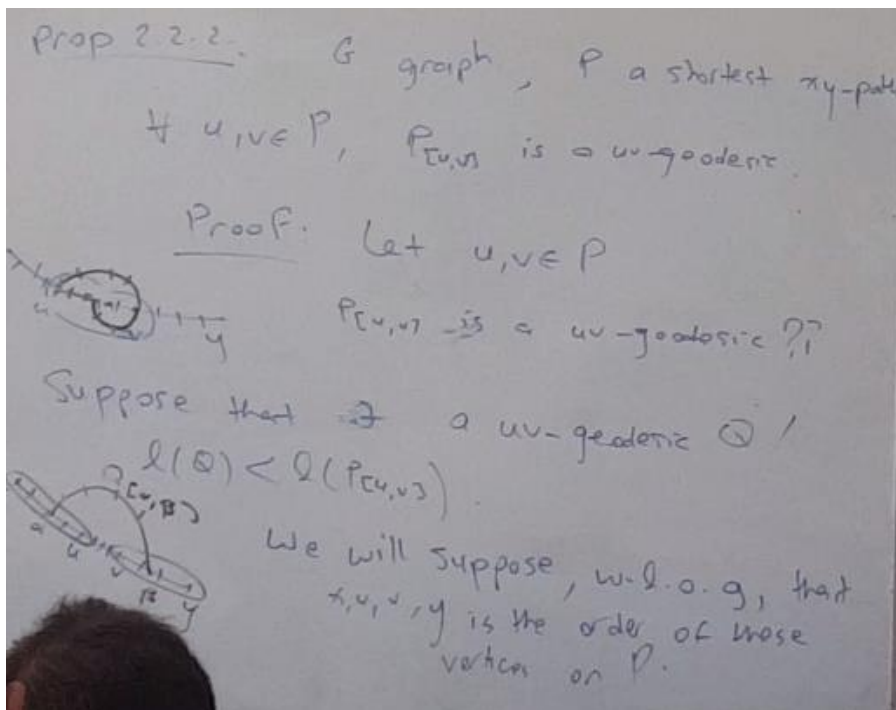 Prop 2.2.2. G graph, P a shortest xy-path
∀ u,v∈P, P[u,v] is a uv-geodesic.
Proof. Let u,v∈P
u y
P[u,v] is a uv-geodesic ??
Suppose that ∃ a uv-geodesic Q /
l(Q) < l(P[u,v]).
We will suppose, w.l.o.g, that
u v y
x,u,v,y is the order of those
vertices on P.